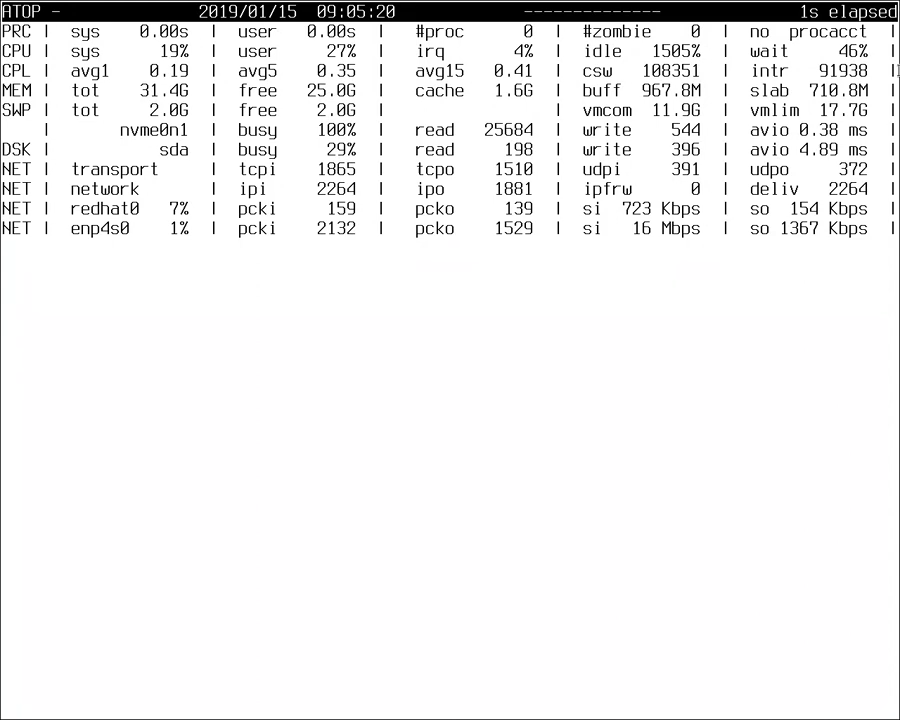 ATOP - 2019/01/15 09:05:20 -------------- 1s elapsed
PRC | sys 0.00s | user 0.00s | #proc 0 | #zombie 0 | no procacct |
CPU | sys 19% | user 27% | irq 4% | idle 1505% | wait 46% |
CPL | avg1 0.19 | avg5 0.35 | avg15 0.41 | csw 108351 | intr 91938 |
MEM | tot 31.4G | free 25.0G | cache 1.6G | buff 967.8M | slab 710.8M |
SWP | tot 2.0G | free 2.0G | | vmcom 11.9G | vmlim 17.7G |
| nvme0n1 | busy 100% | read 25684 | write 544 | avio 0.38 ms |
DSK | sda | busy 29% | read 198 | write 396 | avio 4.89 ms |
NET | transport | tcpi 1865 | tcpo 1510 | udpi 391 | udpo 372 |
NET | network | ipi 2264 | ipo 1881 | ipfrw 0 | deliv 2264 |
NET | redhat0 7% | pcki 159 | pcko 139 | si 723 Kbps | so 154 Kbps |
NET | enp4s0 1% | pcki 2132 | pcko 1529 | si 16 Mbps | so 1367 Kbps |